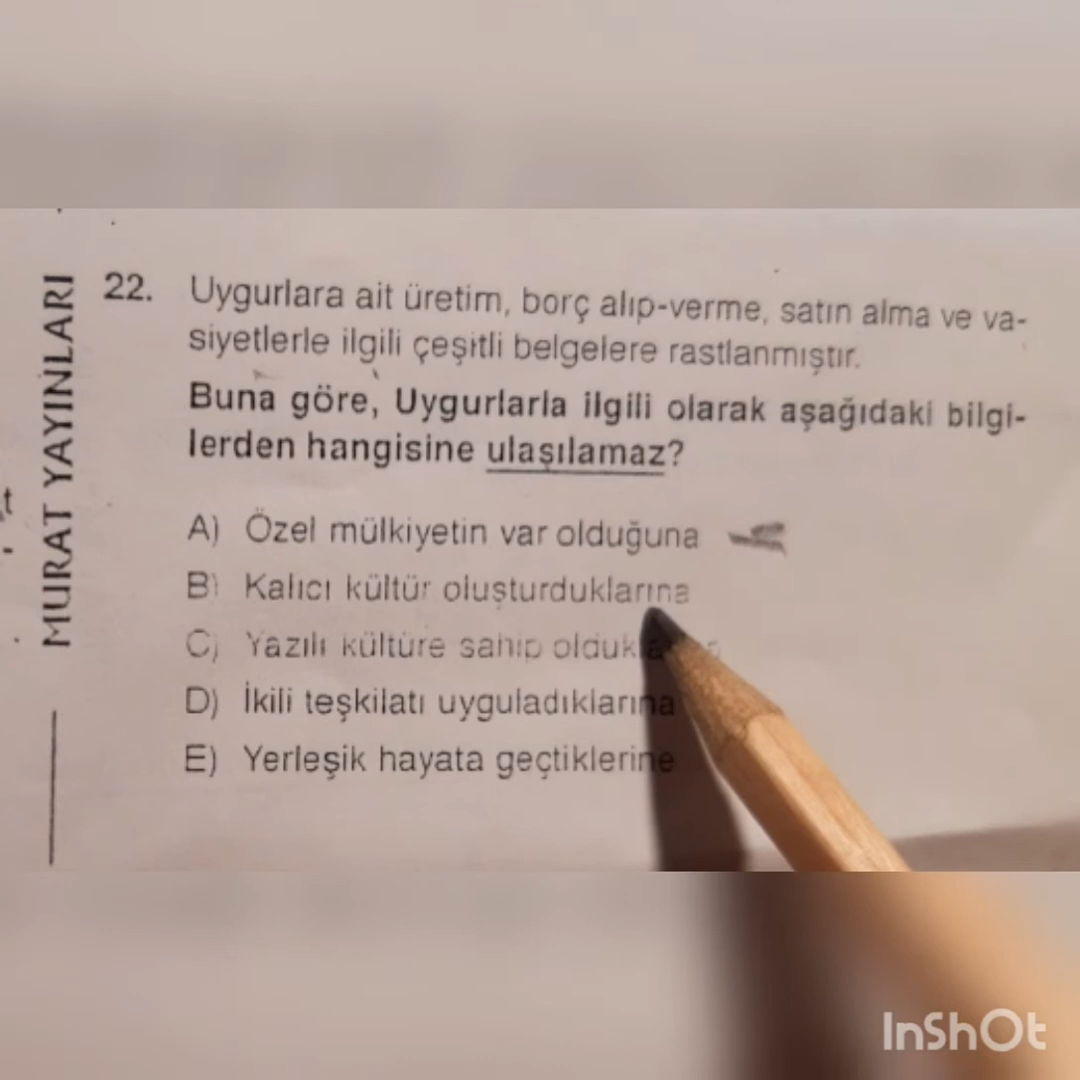 MURAT YAYINLARI
22. Uygurlara ait üretim, borç alıp-verme, satın alma ve va-
siyetlerle ilgili çeşitli belgelere rastlanmıştır.
Buna göre, Uygurlarla ilgili olarak aşağıdaki bilgi-
lerden hangisine ulaşılamaz?
A) Özel mülkiyetin var olduğuna
B) Kalıcı kültür oluşturduklarına
C) Yazılı kültüre sahip
D) İkili teşkilatı uyguladıklarına
E) Yerleşik hayata geçtiklerine
InShOt